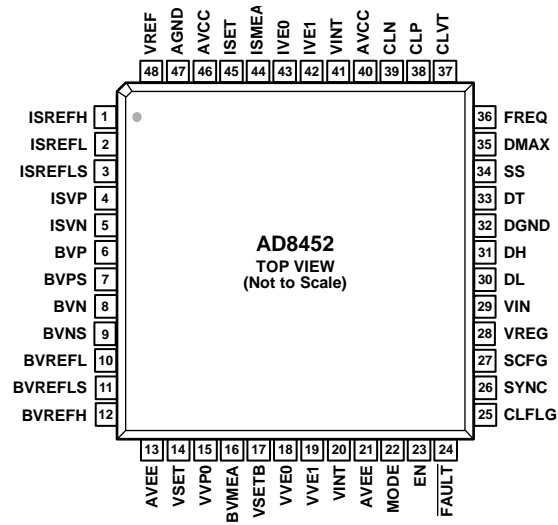 VREF
AGND
AVCC
ISET
ISMEA
IVE0
IVE1
VINT
AVCC
CLN
CLP
CLVT
48 47 46 45 44 43 42 41 40 39 38 37
ISREFH 1
ISREFL 2
ISREFLS 3
ISVP 4
ISVN 5
BVP 6
BVPS 7
BVN 8
BVNS 9
BVREFL 10
BVREFLS 11
BVREFH 12
AD8452
TOP VIEW
(Not to Scale)
36 FREQ
35 DMAX
34 SS
33 DT
32 DGND
31 DH
30 DL
29 VIN
28 VREG
27 SCFG
26 SYNC
25 CLFLG
13 14 15 16 17 18 19 20 21 22 23 24
AVEE
VSET
VVP0
BVMEA
VSETB
VVE0
VVE1
VINT
AVEE
MODE
EN
FAULT